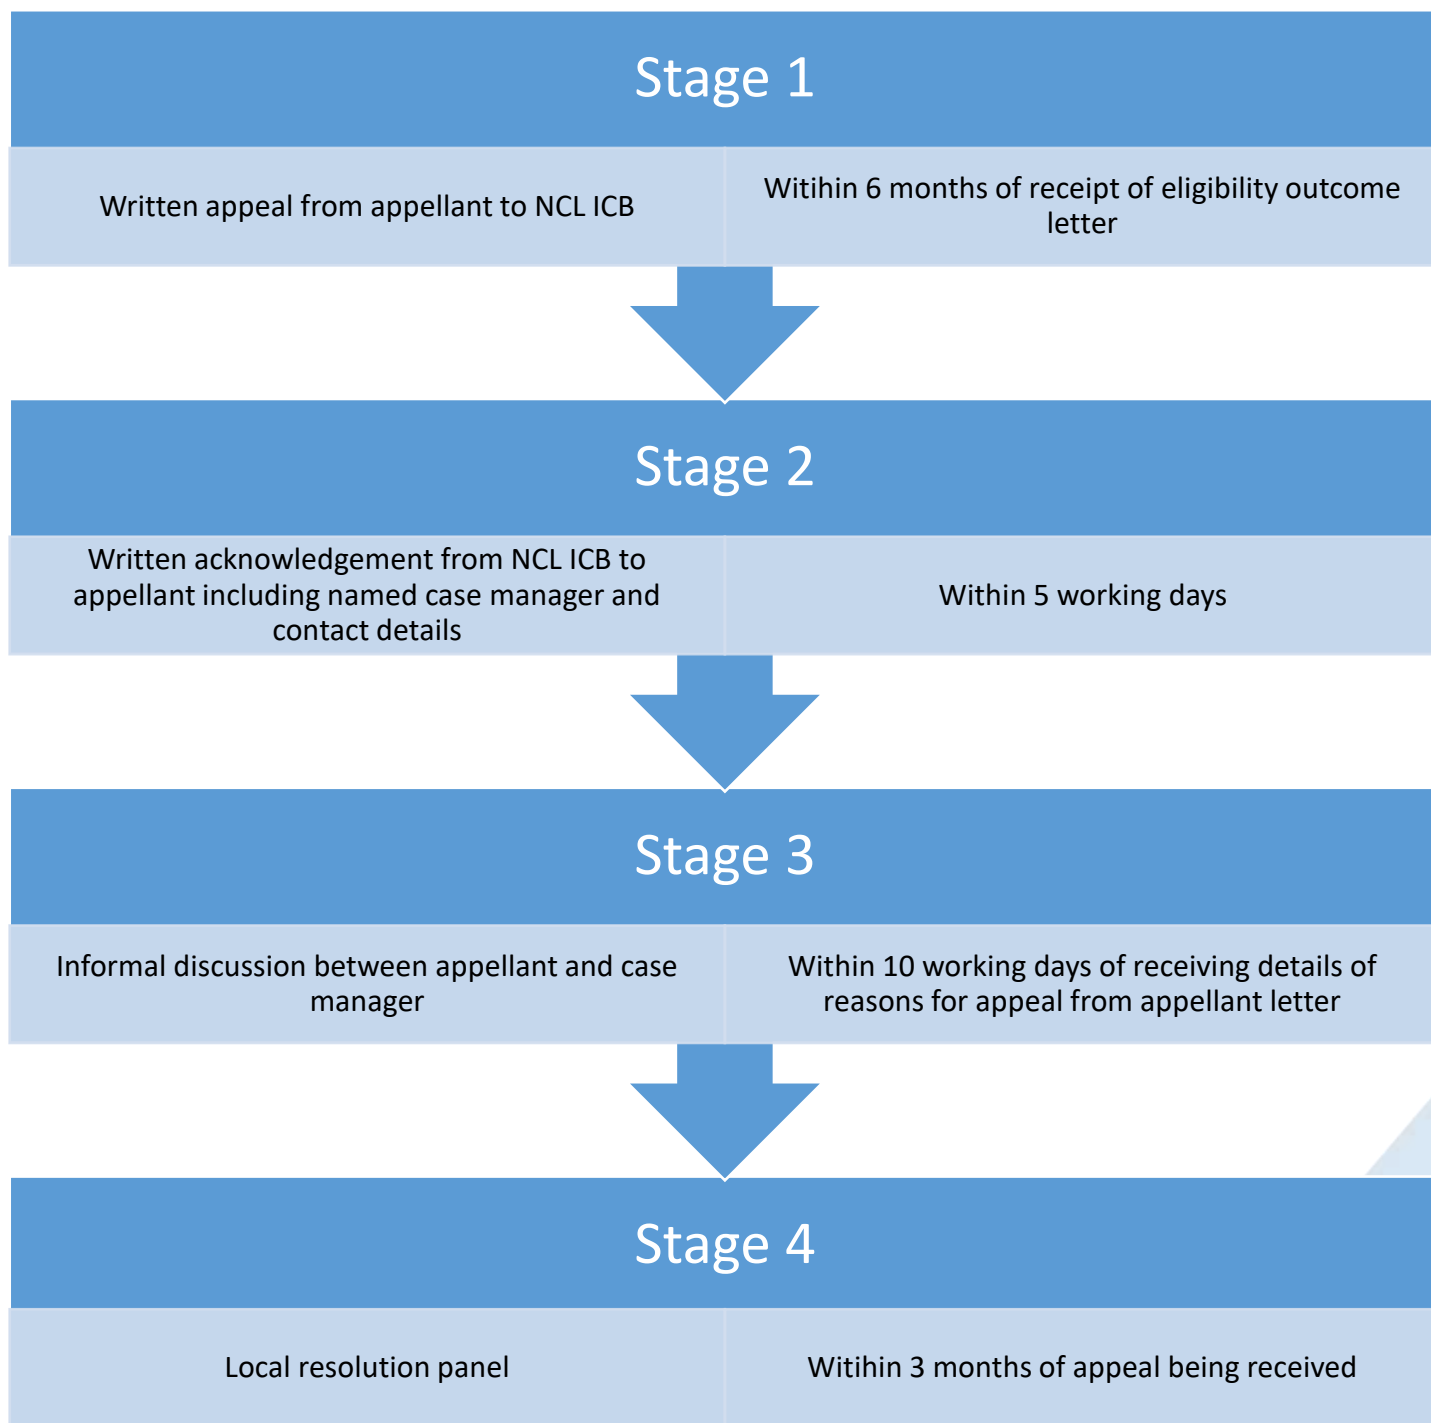 Stage 1
Written appeal from appellant to NCL ICB
Witihin 6 months of receipt of eligibility outcome
letter
Stage 2
Written acknowledgement from NCL ICB to
appellant including named case manager and
contact details
Within 5 working days
Stage 3
Informal discussion between appellant and case
manager
Within 10 working days of receiving details of
reasons for appeal from appellant letter
Stage 4
Local resolution panel
Witihin 3 months of appeal being received